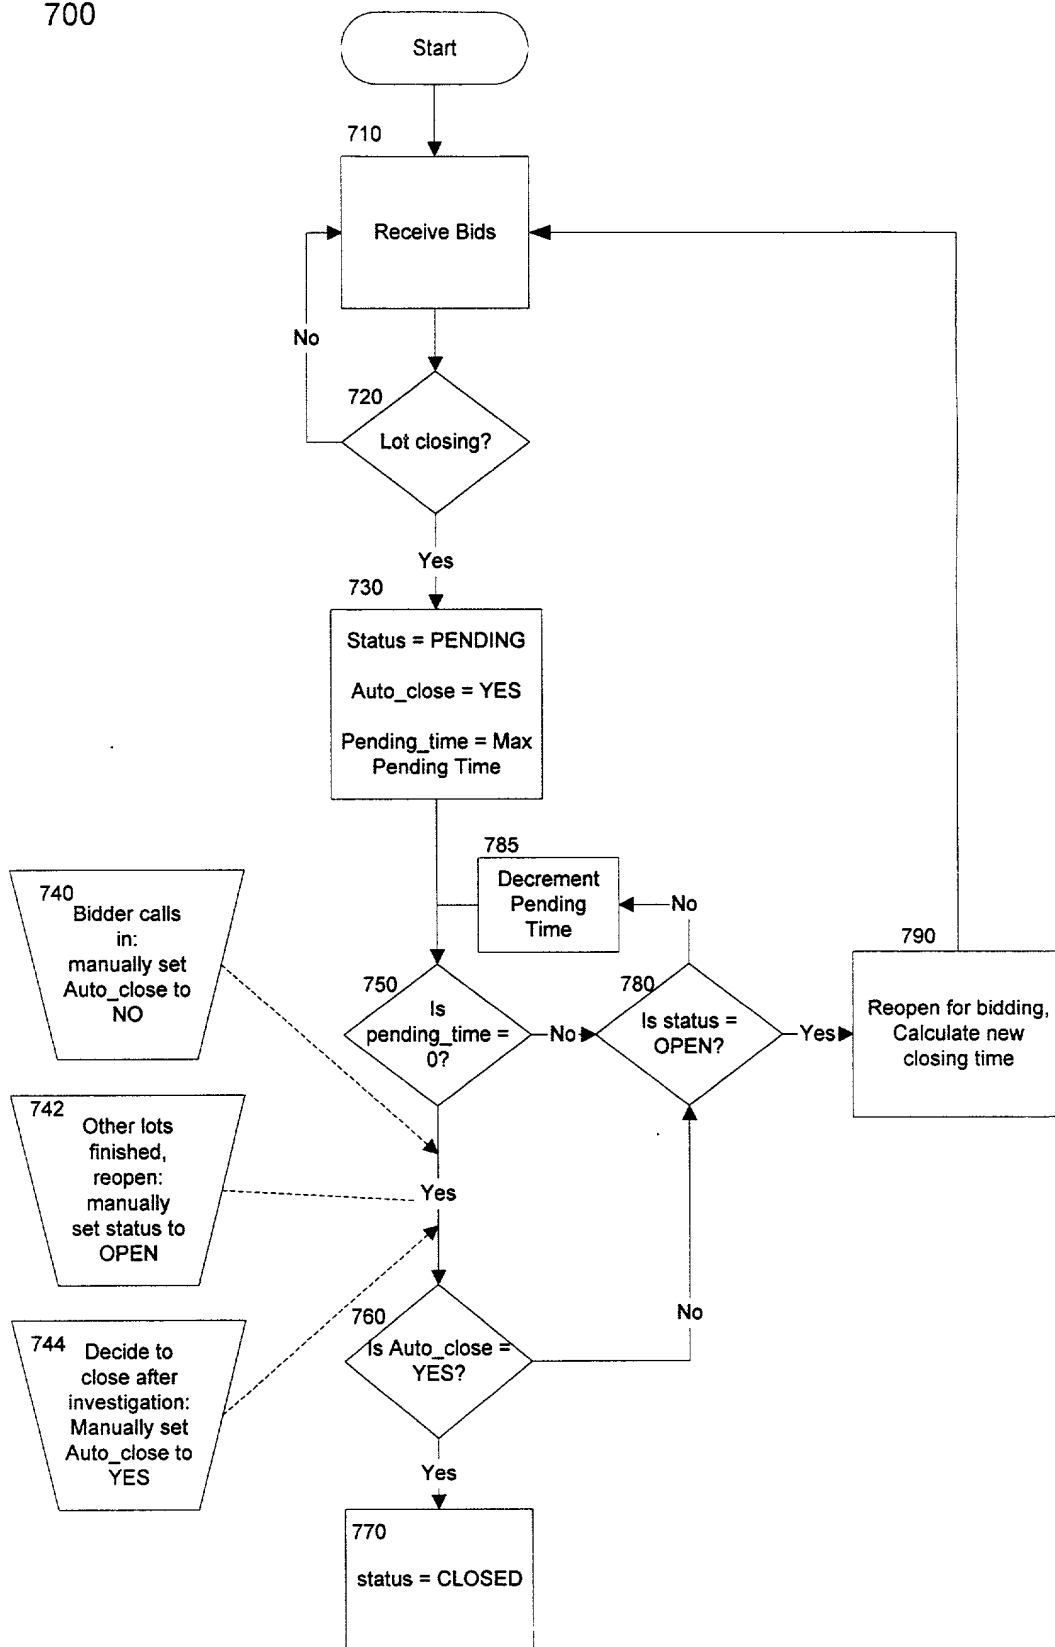 700
Start
710
Receive Bids
No
720
Lot closing?
Yes
730
Status = PENDING
Auto_close = YES
Pending_time = Max
Pending Time
785
Decrement
Pending
Time
No
740
Bidder calls
in:
manually set
Auto_close to
NO
750
Is
pending_time =
0?
No
780
Is status =
OPEN?
Yes
790
Reopen for bidding,
Calculate new
closing time
742
Other lots
finished,
reopen:
manually
set status to
OPEN
Yes
744
Decide to
close after
investigation:
Manually set
Auto_close to
YES
760
Is Auto_close =
YES?
No
Yes
770
status = CLOSED